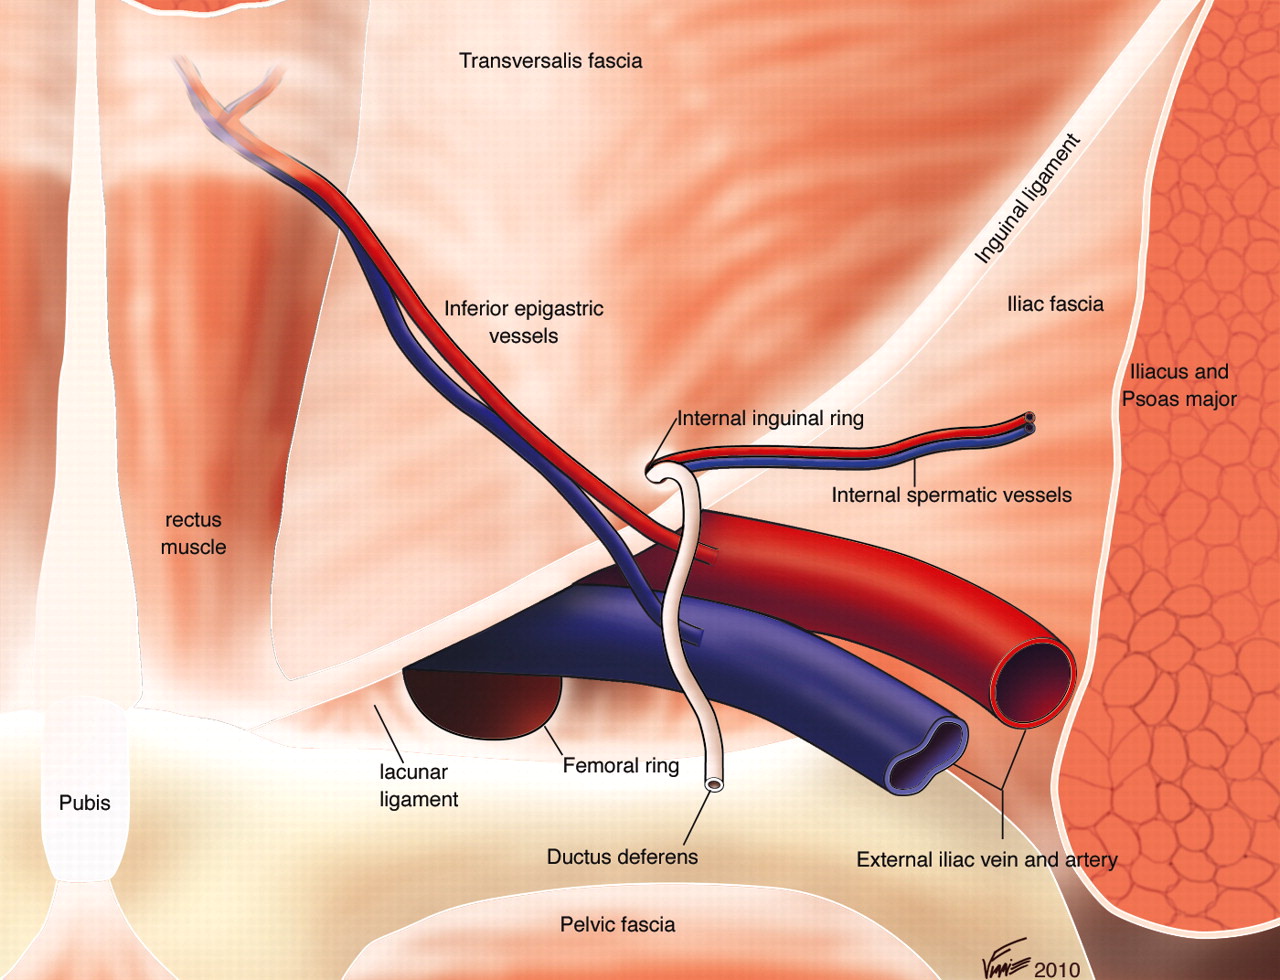 Transversalis fascia
Inguinal ligament
Iliac fascia
Inferior epigastric
vessels
Iliacus and
Psoas major
Internal inguinal ring
Internal spermatic vessels
rectus
muscle
lacunar
ligament
Femoral ring
Pubis
Ductus deferens
External iliac vein and artery
Pelvic fascia
2010